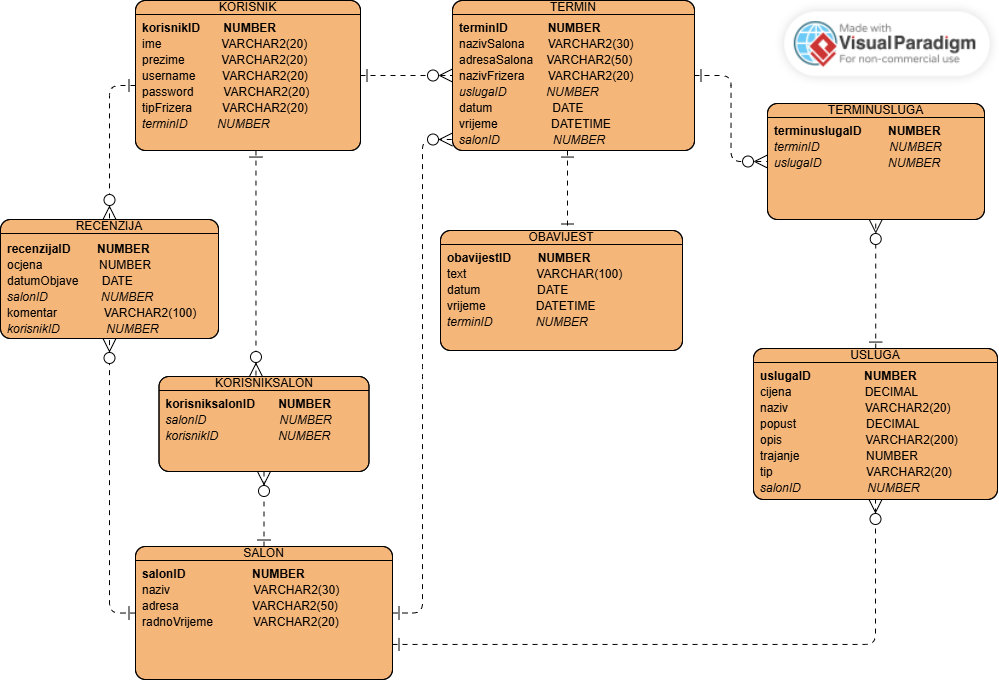 KORISNIK
korisnikID NUMBER
ime VARCHAR2(20)
prezime VARCHAR2(20)
username VARCHAR2(20)
password VARCHAR2(20)
tipFrizera VARCHAR2(20)
terminID NUMBER
TERMIN
terminID NUMBER
nazivSalona VARCHAR2(30)
adresaSalona VARCHAR2(50)
nazivFrizera VARCHAR2(20)
uslugaID NUMBER
datum DATE
vrijeme DATETIME
salonID NUMBER
Made with
Visual Paradigm
For non-commercial use
TERMINUSLUGA
terminuslugaID NUMBER
terminID NUMBER
uslugaID NUMBER
RECENZIJA
recenzijaID NUMBER
ocjena NUMBER
datumObjave DATE
salonID NUMBER
komentar VARCHAR2(100)
korisnikID NUMBER
OBAVIJEST
obavijestID NUMBER
text VARCHAR(100)
datum DATE
vrijeme DATETIME
terminID NUMBER
KORISNIKSALON
korisniksalonID NUMBER
salonID NUMBER
korisnikID NUMBER
USLUGA
uslugaID NUMBER
cijena DECIMAL
naziv VARCHAR2(20)
popust DECIMAL
opis VARCHAR2(200)
trajanje NUMBER
tip VARCHAR2(20)
salonID NUMBER
SALON
salonID NUMBER
naziv VARCHAR2(30)
adresa VARCHAR2(50)
radnoVrijeme VARCHAR2(20)